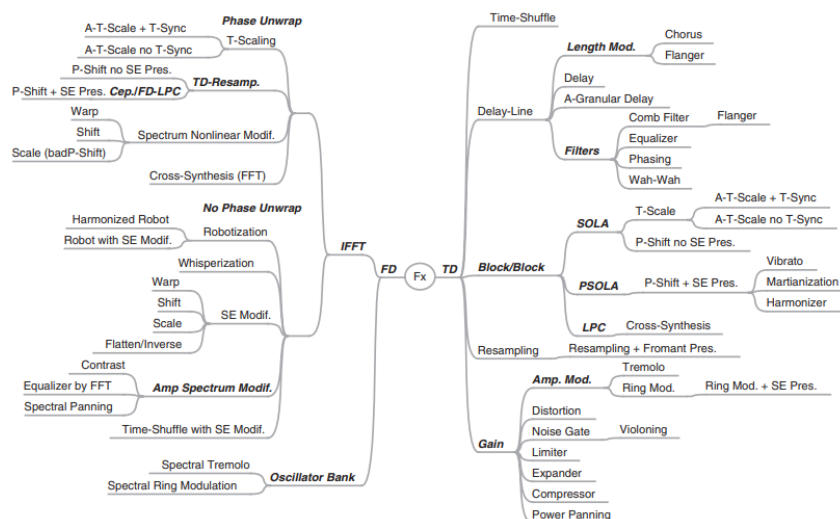 Phase Unwrap
A-T-Scale + T-Sync
T-Scaling
A-T-Scale no T-Sync
P-Shift no SE Pres.
TD-Resamp.
P-Shift + SE Pres. Cep./FD-LPC
Warp
Shift
Spectrum Nonlinear Modif.
Scale (badP-Shift)
Cross-Synthesis (FFT)
No Phase Unwrap
Harmonized Robot
Robotization
Robot with SE Modif.
IFFT
Whisperization
FD
Warp
Shift
SE Modif.
Scale
Flatten/Inverse
Contrast
Equalizer by FFT
Amp Spectrum Modif.
Spectral Panning
Time-Shuffle with SE Modif.
Spectral Tremolo
Oscillator Bank
Spectral Ring Modulation
Fx
TD
Time-Shuffle
Chorus
Length Mod.
Flanger
Delay
Delay-Line
A-Granular Delay
Comb Filter
Flanger
Equalizer
Filters
Phasing
Wah-Wah
A-T-Scale + T-Sync
SOLA
T-Scale
A-T-Scale no T-Sync
P-Shift no SE Pres.
Block/Block
Vibrato
PSOLA
P-Shift + SE Pres.
Martianization
Harmonizer
LPC
Cross-Synthesis
Resampling
Resampling + Fromant Pres.
Tremolo
Amp. Mod.
Ring Mod.
Ring Mod. + SE Pres.
Distortion
Noise Gate
Violoning
Gain
Limiter
Expander
Compressor
Power Panning